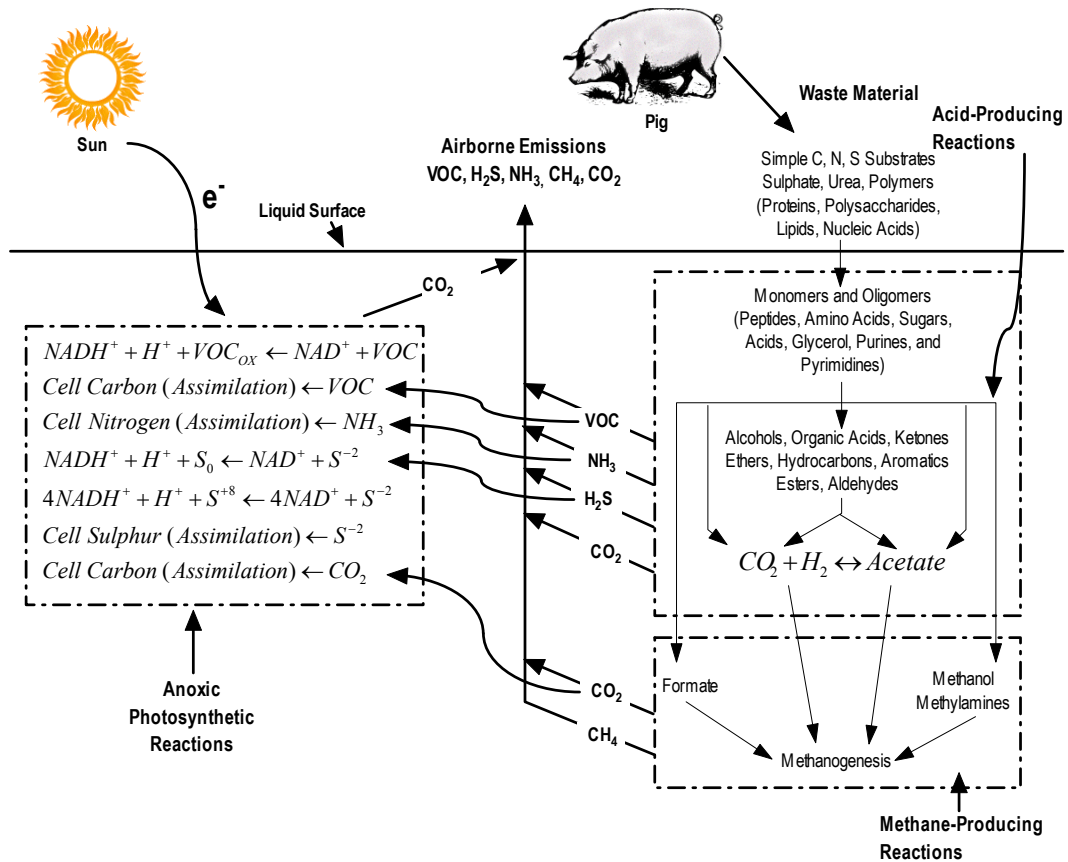 Sun
Pig
Waste Material
Acid-Producing
Reactions
Airborne Emissions
VOC, H₂S, NH₃, CH₄, CO₂
Simple C, N, S Substrates
Sulphate, Urea, Polymers
(Proteins, Polysaccharides,
Lipids, Nucleic Acids)
e⁻
Liquid Surface
CO₂
Monomers and Oligomers
(Peptides, Amino Acids, Sugars,
Acids, Glycerol, Purines, and
Pyrimidines)
NADH⁺ + H⁺ + VOC_OX ← NAD⁺ + VOC
Cell Carbon (Assimilation) ← VOC
Cell Nitrogen (Assimilation) ← NH₃
NADH⁺ + H⁺ + S₀ ← NAD⁺ + S⁻²
4NADH⁺ + H⁺ + S⁺⁸ ← 4NAD⁺ + S⁻²
Cell Sulphur (Assimilation) ← S⁻²
Cell Carbon (Assimilation) ← CO₂
VOC
NH₃
H₂S
CO₂
Alcohols, Organic Acids, Ketones
Ethers, Hydrocarbons, Aromatics
Esters, Aldehydes
CO₂ + H₂ ↔ Acetate
Anoxic
Photosynthetic
Reactions
CO₂
CH₄
Formate
Methanol
Methylamines
Methanogenesis
Methane-Producing
Reactions